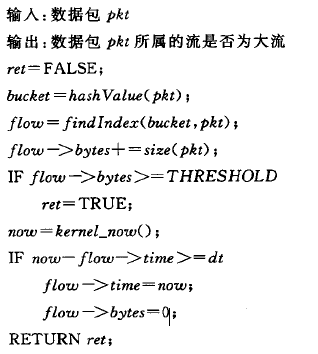 输入:数据包 pkt
输出:数据包 pkt 所属的流是否为大流
ret=FALSE;
bucket=hashValue(pkt);
flow=findIndex(bucket,pkt);
flow->bytes+=size(pkt);
IF flow->bytes>=THRESHOLD
ret=TRUE;
now=kernel_now();
IF now-flow->time>=dt
flow->time=now;
flow->bytes=0;
RETURN ret;